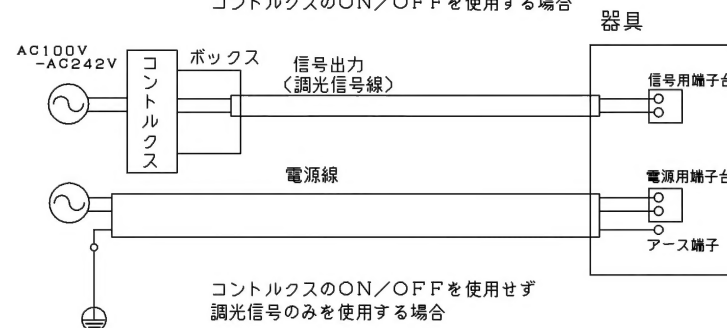 コントルクスのON／OFFを使用する場合
器具
AC100V
-AC242V
コントルクス
ボックス
信号出力
（調光信号線）
信号用端子台
電源線
電源用端子台
アース端子
コントルクスのON／OFFを使用せず
調光信号のみを使用する場合